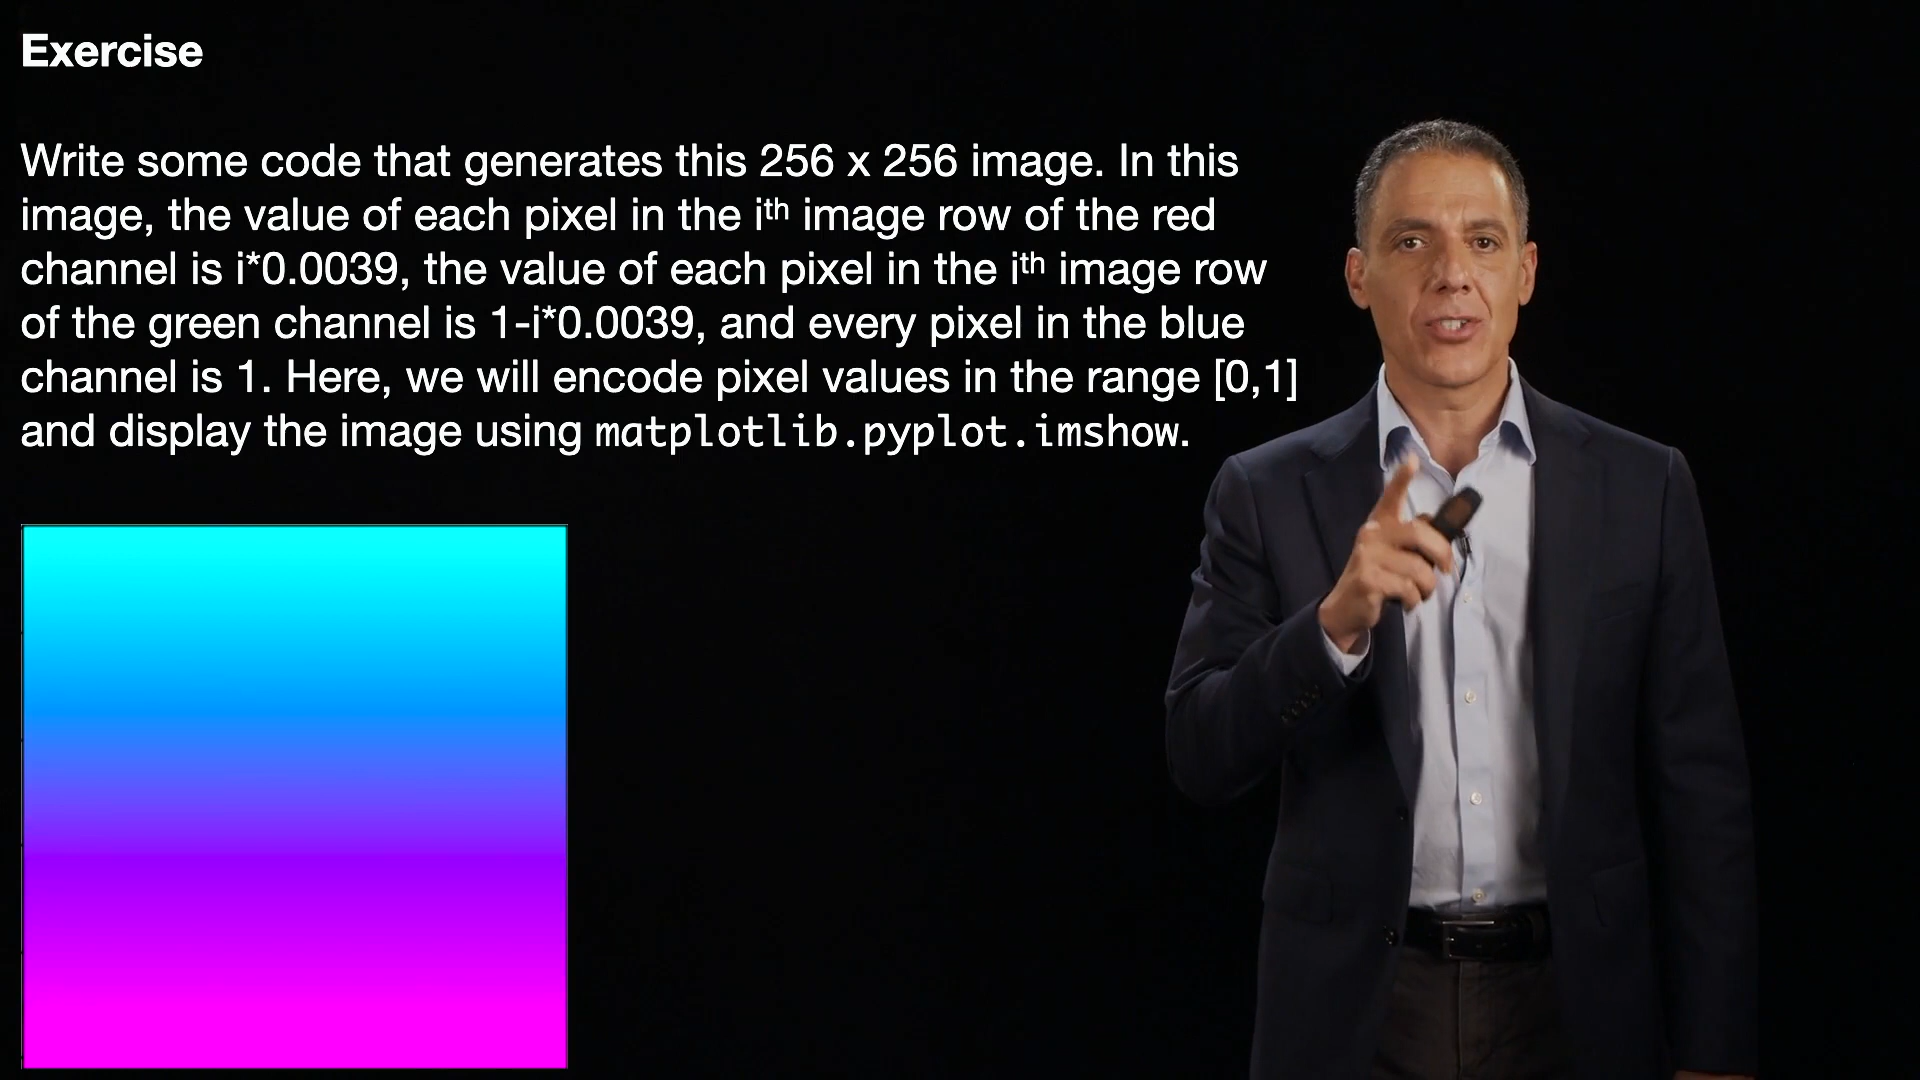 Exercise
Write some code that generates this 256 x 256 image. In this
image, the value of each pixel in the iᵗʰ image row of the red
channel is i*0.0039, the value of each pixel in the iᵗʰ image row
of the green channel is 1-i*0.0039, and every pixel in the blue
channel is 1. Here, we will encode pixel values in the range [0,1]
and display the image using matplotlib.pyplot.imshow.